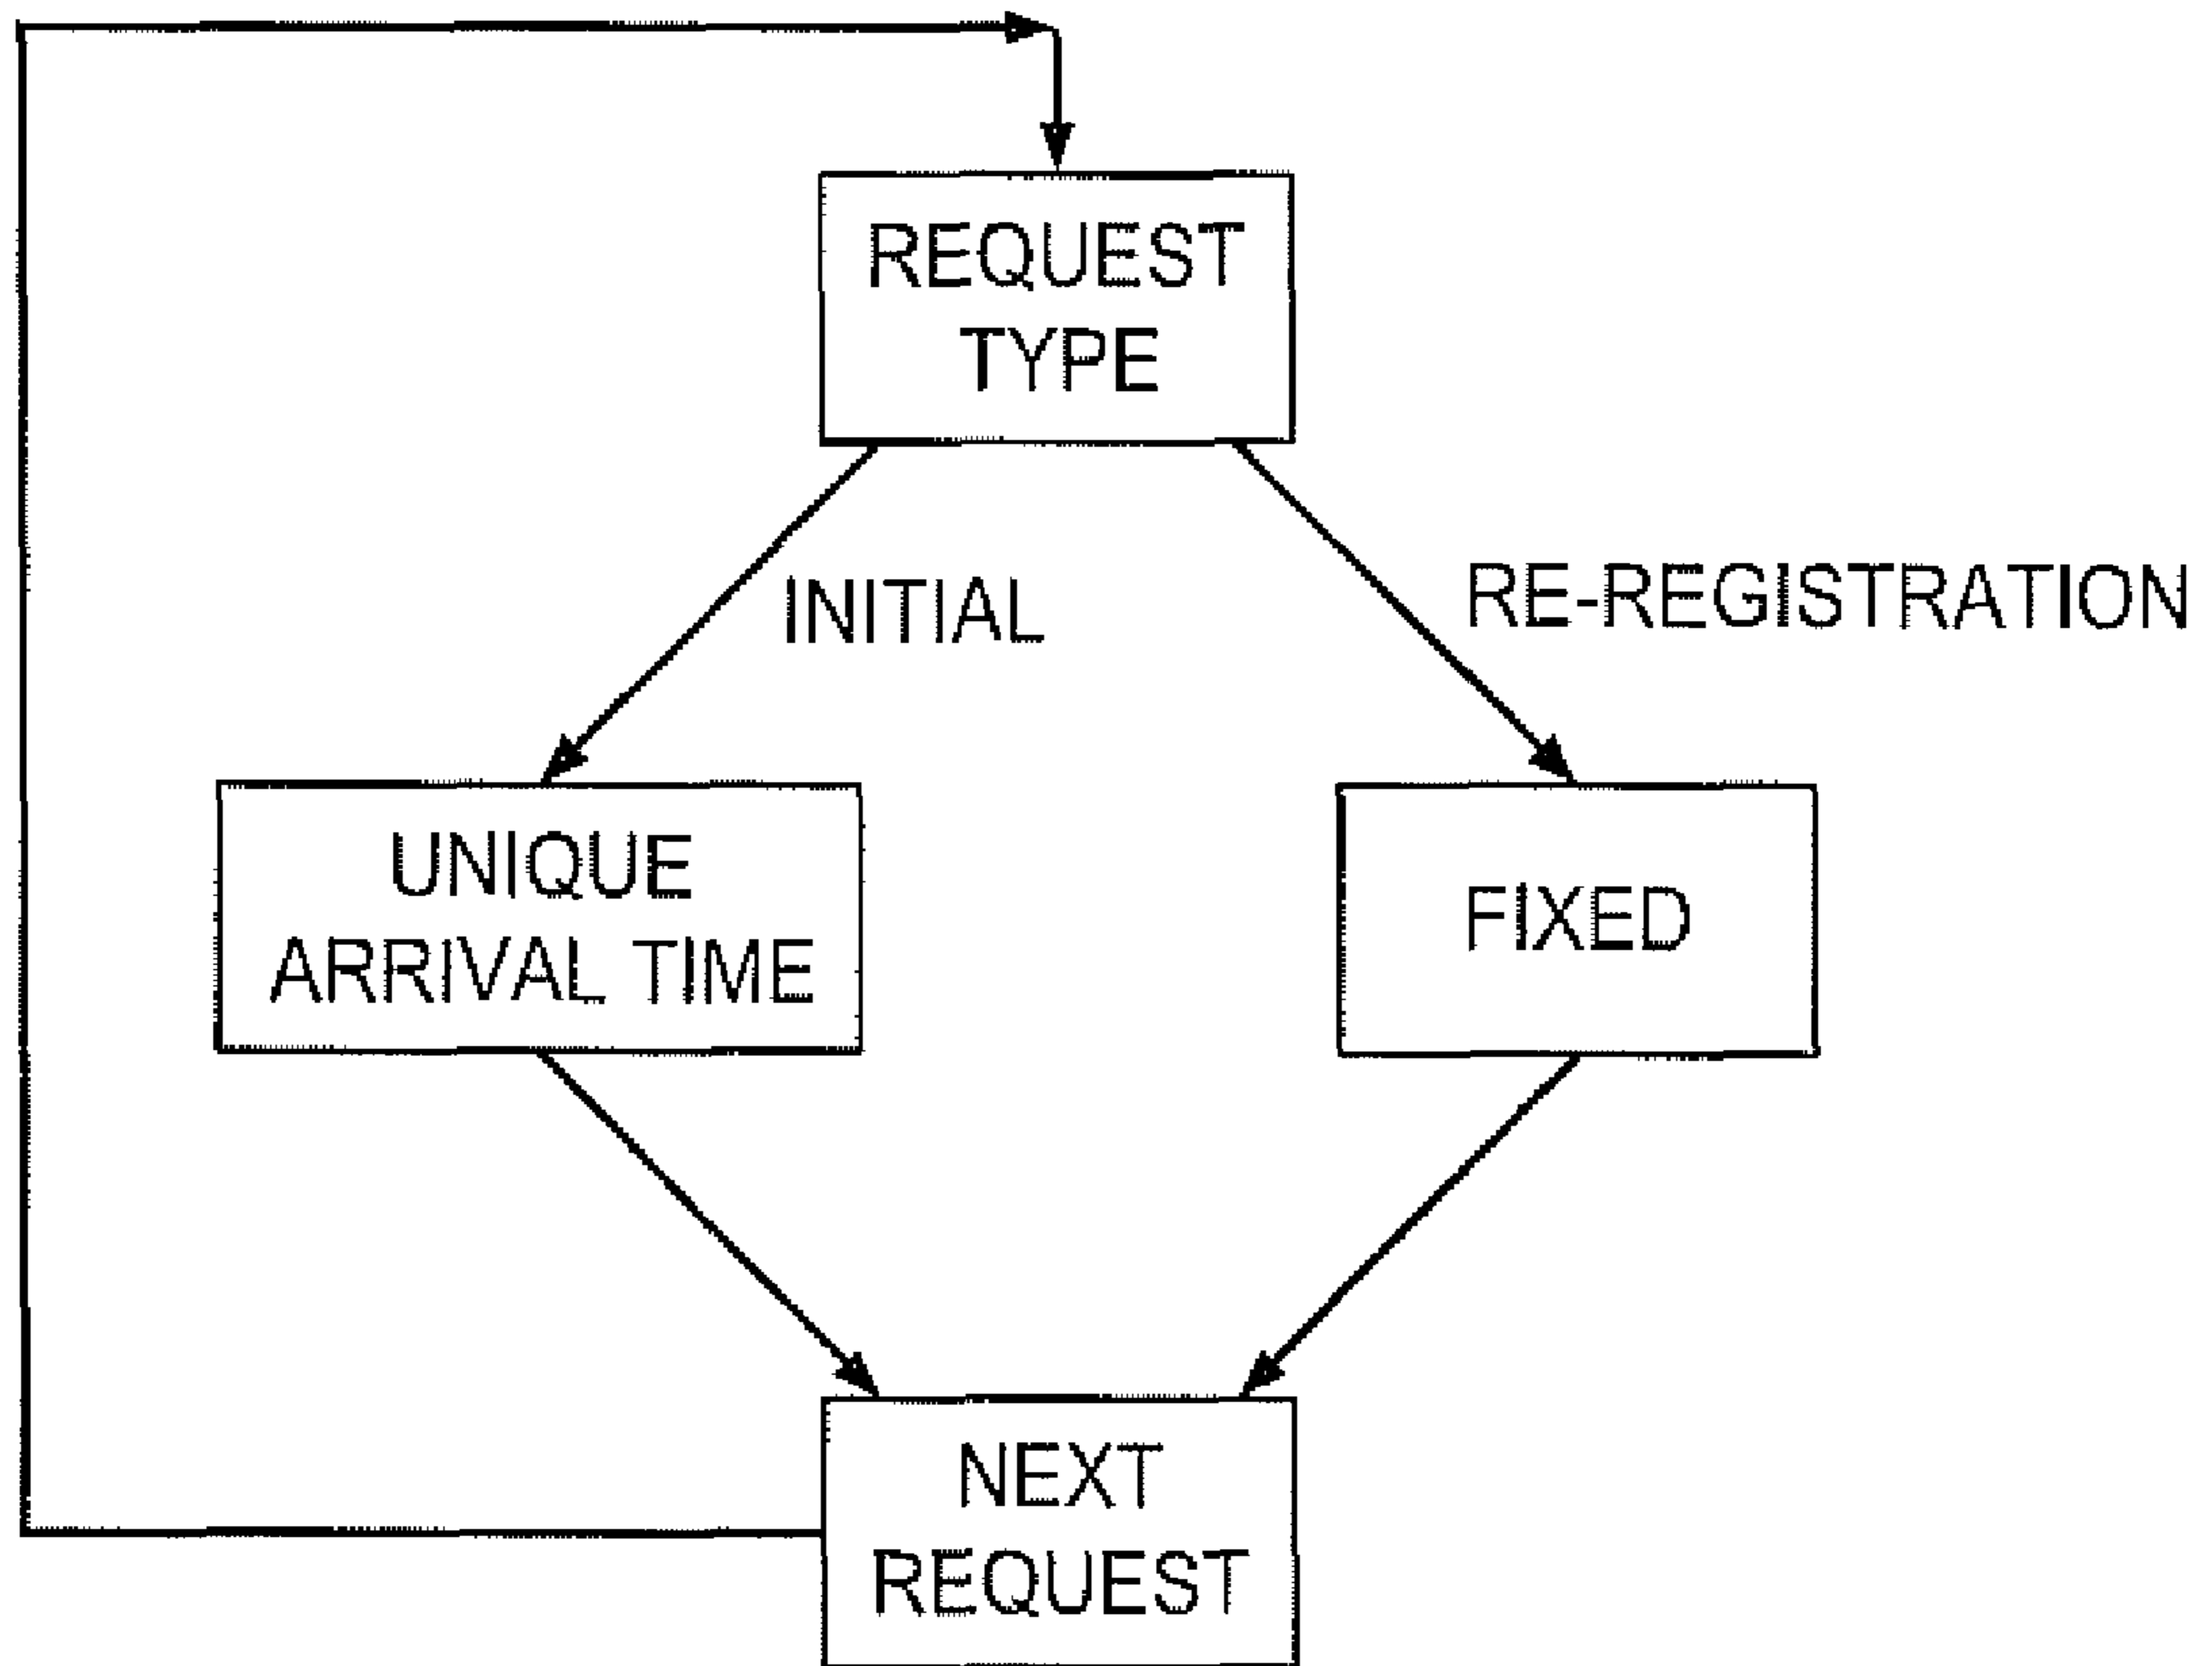 REQUEST
TYPE
INITIAL
RE-REGISTRATION
UNIQUE
ARRIVAL TIME
FIXED
NEXT
REQUEST